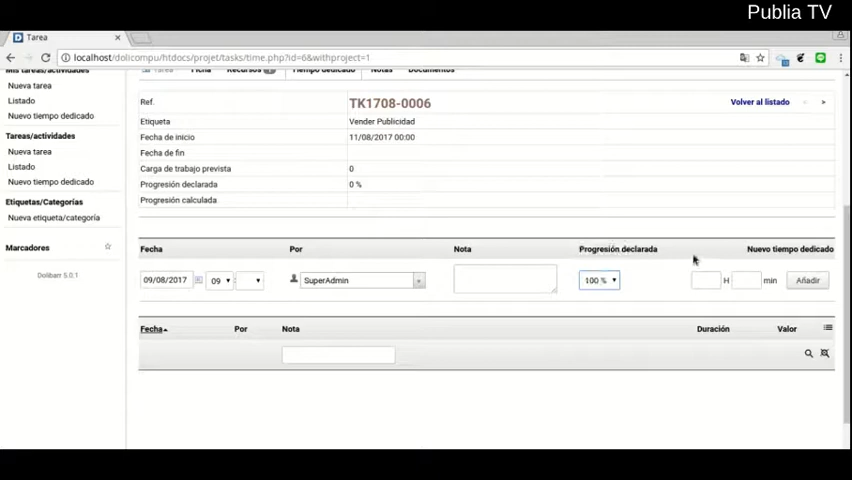 Publia TV
Tarea
localhost/dolicompu/htdocs/projet/tasks/time.php?id=6&withproject=1
Mis tareas/actividades
Nueva tarea
Listado
Nuevo tiempo dedicado
Tareas/actividades
Nueva tarea
Listado
Nuevo tiempo dedicado
Etiquetas/Categorías
Nueva etiqueta/categoría
Marcadores
Dolibarr 5.0.1
Tarea Ficha Recursos Tiempo dedicado Notas Documentos
Ref. TK1708-0006 Volver al listado
Etiqueta Vender Publicidad
Fecha de inicio 11/08/2017 00:00
Fecha de fin
Carga de trabajo prevista 0
Progresión declarada 0 %
Progresión calculada
Fecha Por Nota Progresión declarada Nuevo tiempo dedicado
09/08/2017 09 : SuperAdmin 100 % H min Añadir
Fecha Por Nota Duración Valor